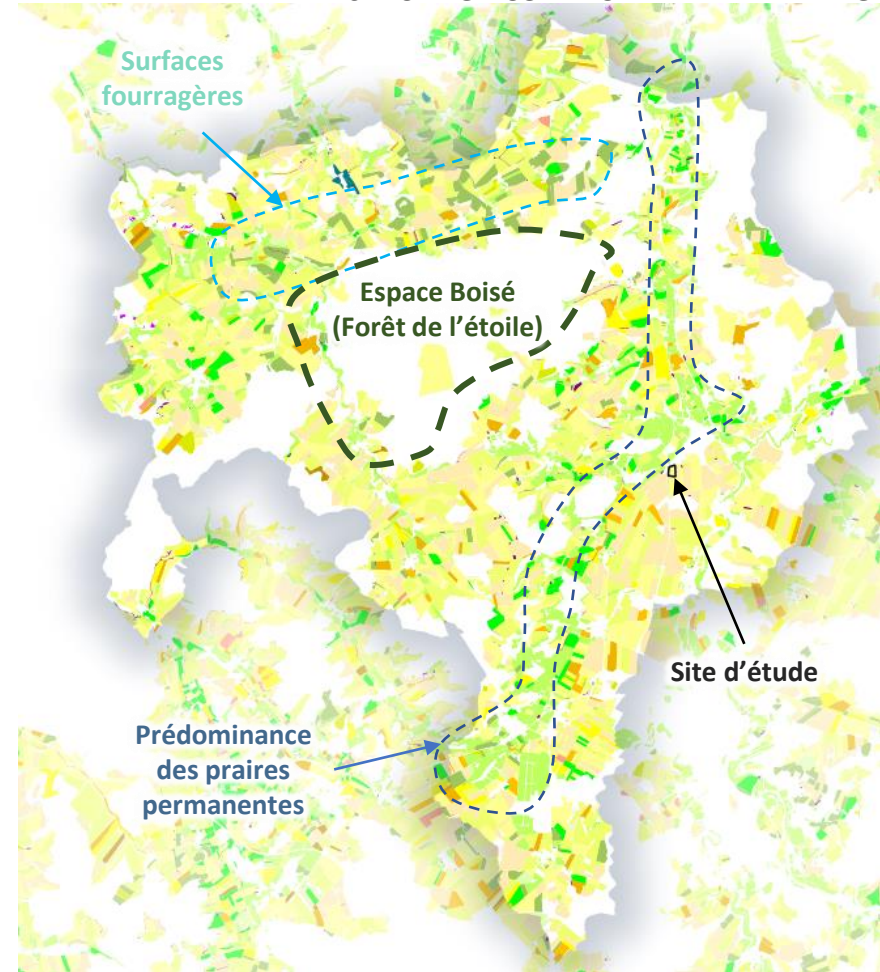 Surfaces
fourragères
Espace Boisé
(Forêt de l'étoile)
Site d'étude
Prédominance
des praires
permanentes